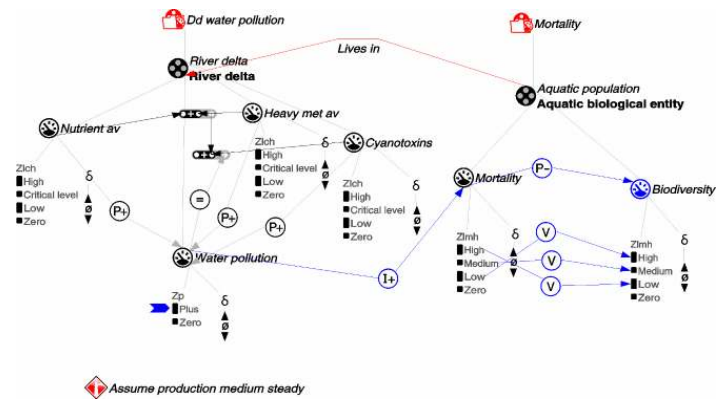 Dd water pollution
Mortality
Lives in
River delta
River delta
Aquatic population
Aquatic biological entity
Nutrient av
Heavy met av
Cyanotoxins
Zlch
High
Critical level
Low
Zero
δ
ø
P+
=
P+
P+
Zlch
High
Critical level
Low
Zero
δ
ø
Zlch
High
Critical level
Low
Zero
δ
ø
Mortality
P-
Biodiversity
Zlmh
High
Medium
Low
Zero
δ
ø
V
V
V
Zlmh
High
Medium
Low
Zero
δ
ø
Water pollution
I+
Zp
Plus
Zero
δ
ø
Assume production medium steady